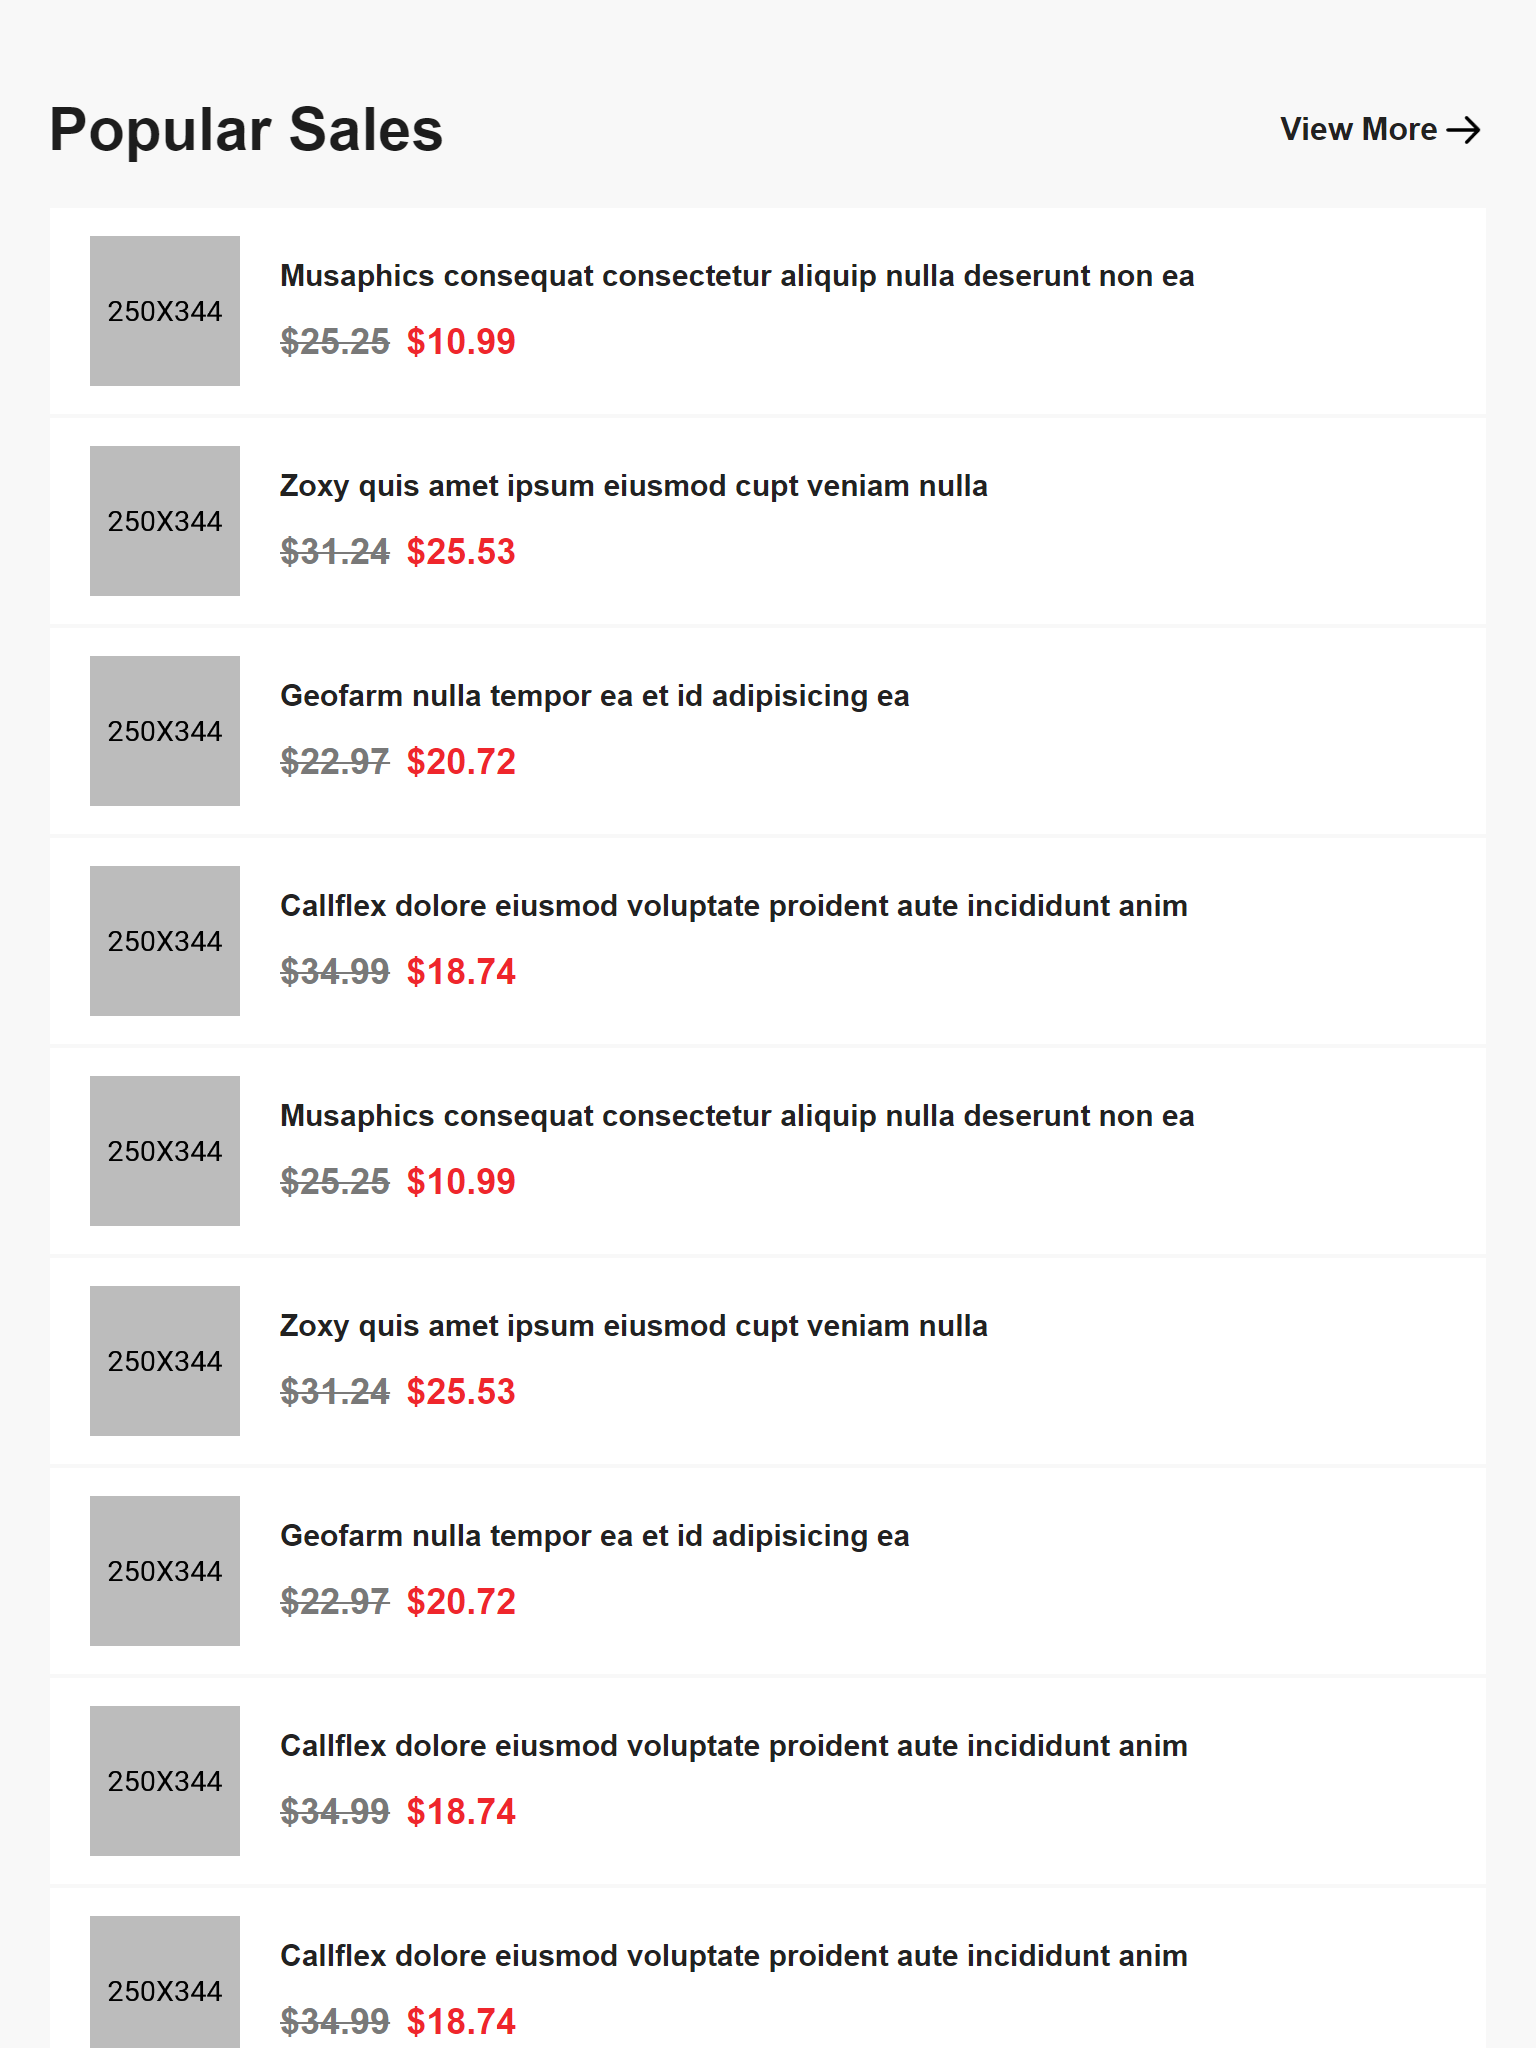 Popular Sales
View More
250X344
Musaphics consequat consectetur aliquip nulla deserunt non ea
$25.25 $10.99
250X344
Zoxy quis amet ipsum eiusmod cupt veniam nulla
$31.24 $25.53
250X344
Geofarm nulla tempor ea et id adipisicing ea
$22.97 $20.72
250X344
Callflex dolore eiusmod voluptate proident aute incididunt anim
$34.99 $18.74
250X344
Musaphics consequat consectetur aliquip nulla deserunt non ea
$25.25 $10.99
250X344
Zoxy quis amet ipsum eiusmod cupt veniam nulla
$31.24 $25.53
250X344
Geofarm nulla tempor ea et id adipisicing ea
$22.97 $20.72
250X344
Callflex dolore eiusmod voluptate proident aute incididunt anim
$34.99 $18.74
250X344
Callflex dolore eiusmod voluptate proident aute incididunt anim
$34.99 $18.74